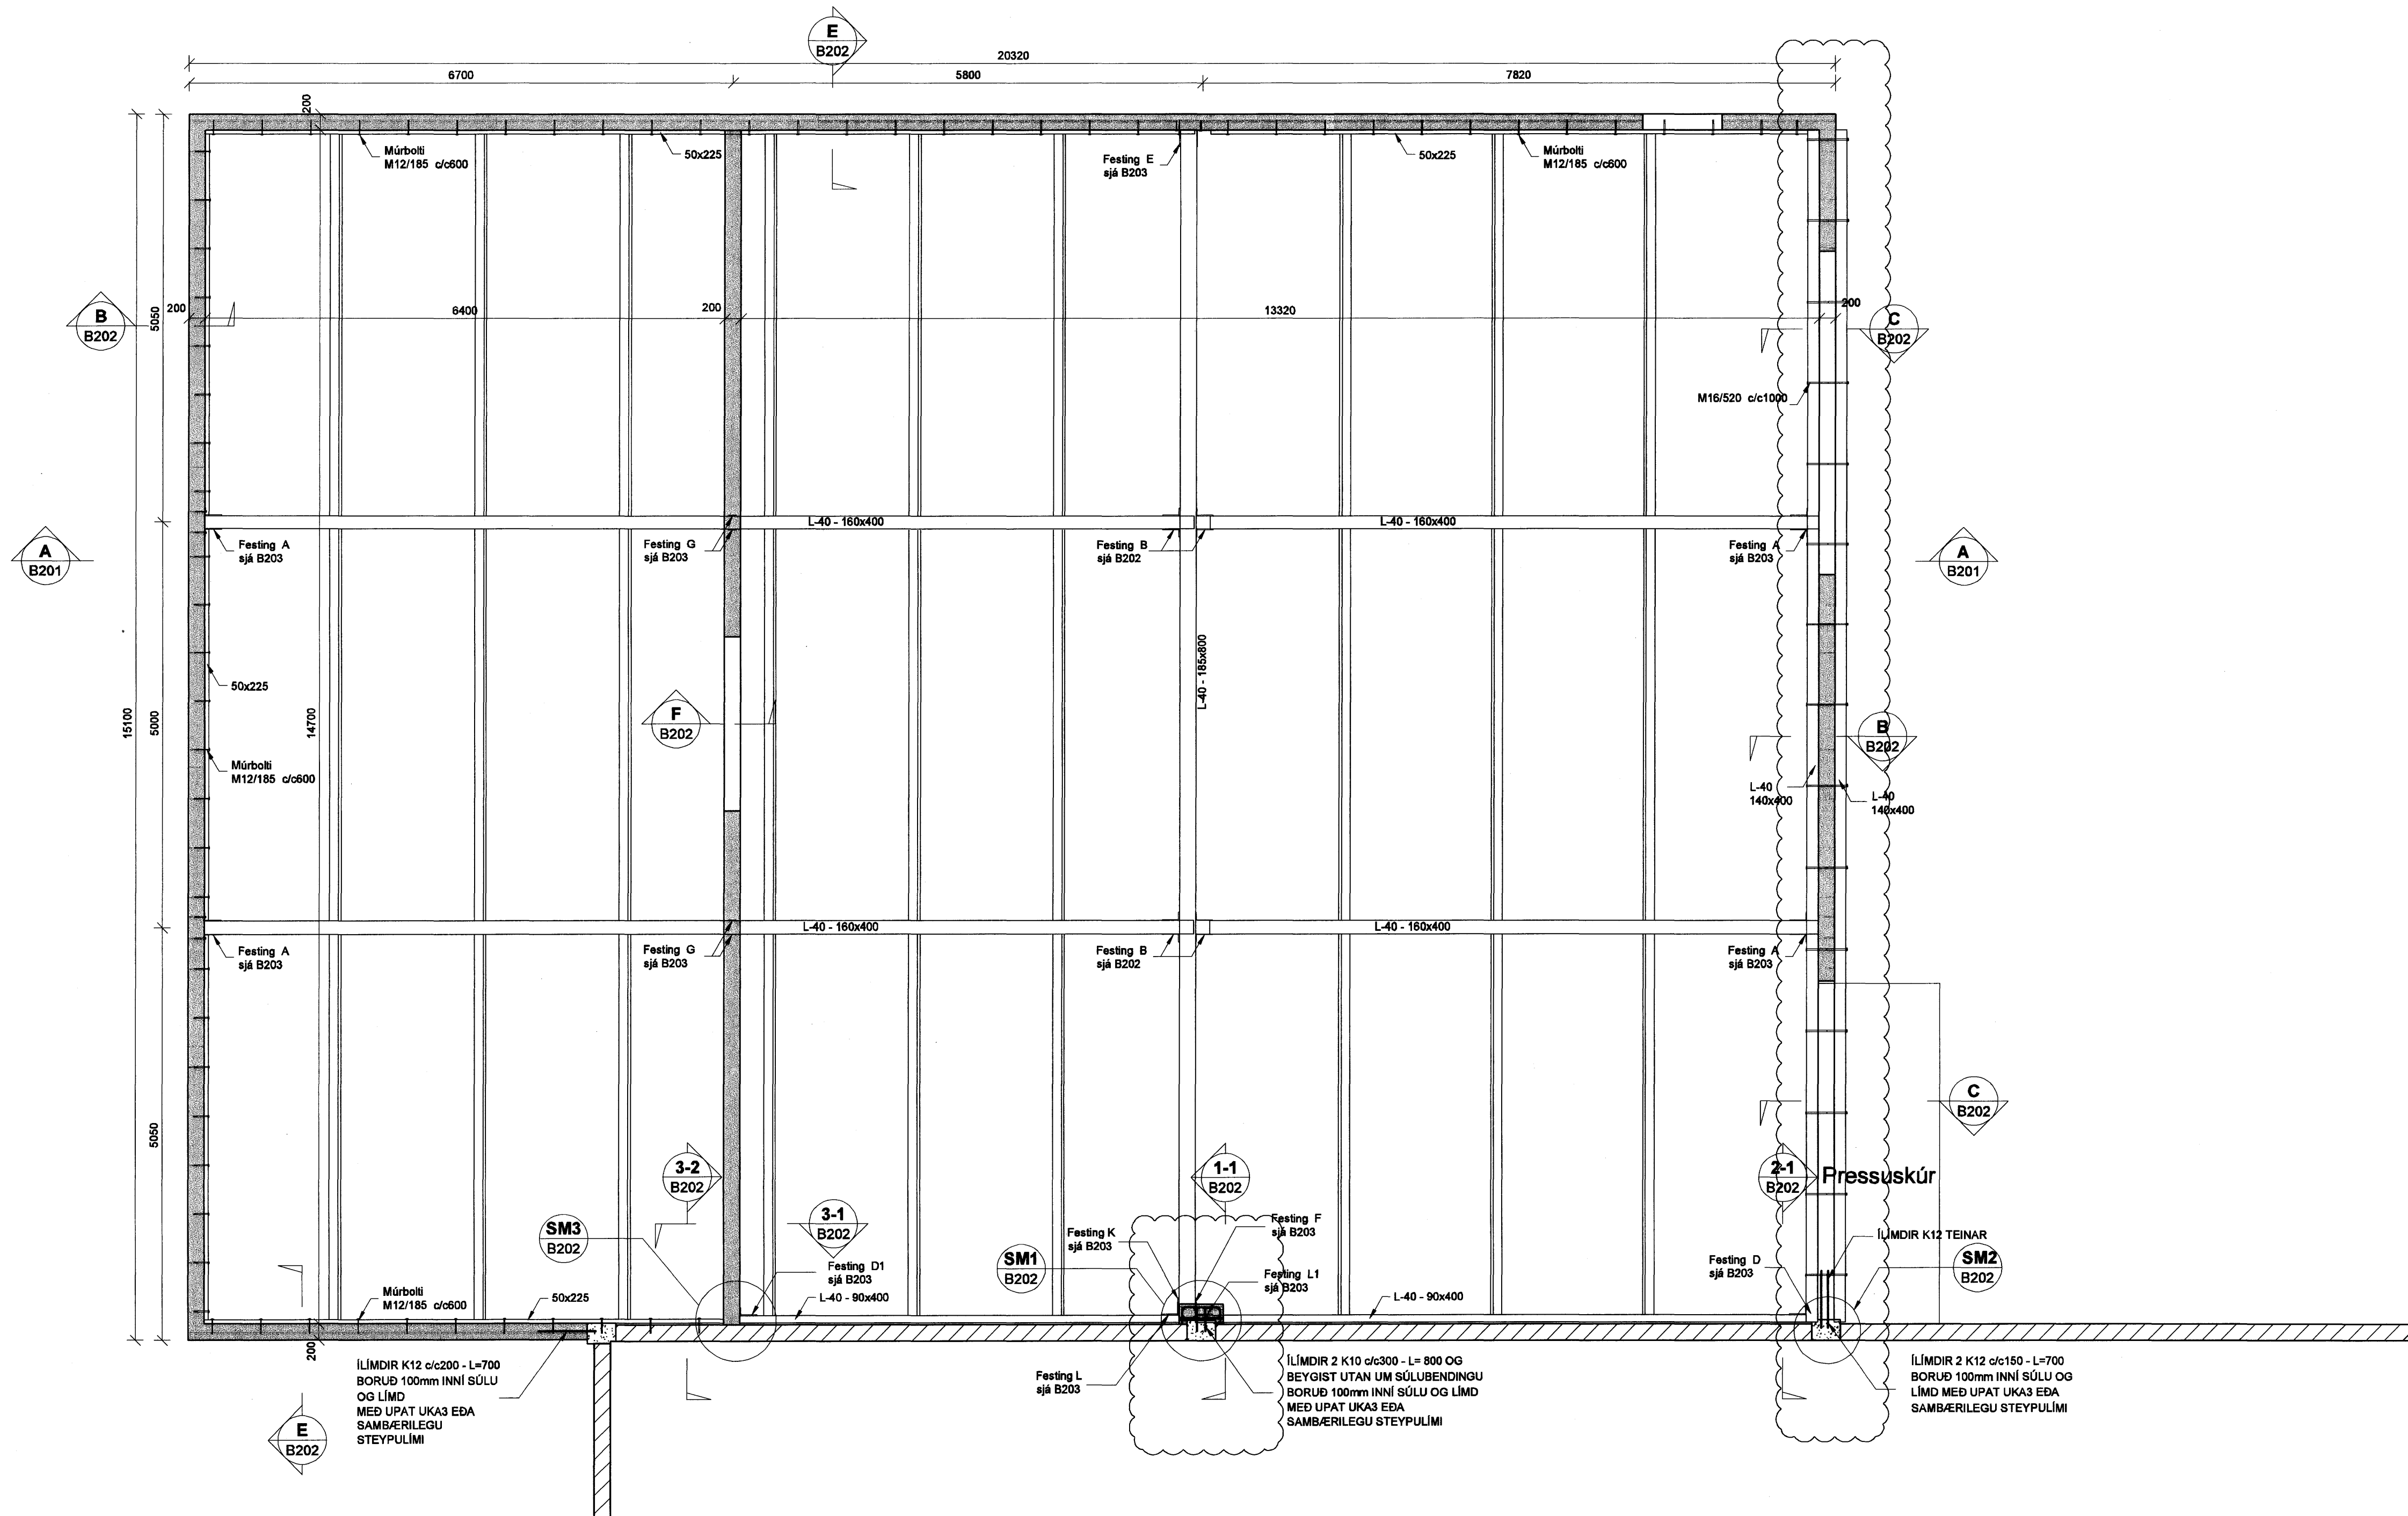 E
B202
20320
6700
5800
7820
200
Múrbolti
M12/185 c/c600
50x225
Festing E
sjá B203
50x225
Múrbolti
M12/185 c/c600
B
B202
5050
200
6400
200
13320
200
C
B202
M16/520 c/c1000
L-40 - 160x400
L-40 - 160x400
A
B201
Festing A
sjá B203
Festing G
sjá B203
Festing B
sjá B202
Festing A
sjá B203
A
B201
L-40 - 185x800
50x225
15100
5000
14700
F
B202
B
B202
Múrbolti
M12/185 c/c600
L-40
140x400
L-40
140x400
L-40 - 160x400
L-40 - 160x400
Festing A
sjá B203
Festing G
sjá B203
Festing B
sjá B202
Festing A
sjá B203
5050
C
B202
3-2
B202
1-1
B202
2-1
B202
Pressuskúr
SM3
B202
3-1
B202
Festing K
sjá B203
Festing F
sjá B203
ÍLÍMDIR K12 TEINAR
SM1
B202
Festing D1
sjá B203
Festing L1
sjá B203
Festing D
sjá B203
SM2
B202
Múrbolti
M12/185 c/c600
50x225
L-40 - 90x400
L-40 - 90x400
200
ÍLÍMDIR K12 c/c200 - L=700
BORUÐ 100mm INNÍ SÚLU
OG LÍMD
MEÐ UPAT UKA3 EÐA
SAMBÆRILEGU
STEYPULÍMI
Festing L
sjá B203
ÍLÍMDIR 2 K10 c/c300 - L= 800 OG
BEYGIST UTAN UM SÚLUBENDINGU
BORUÐ 100mm INNÍ SÚLU OG LÍMD
MEÐ UPAT UKA3 EÐA
SAMBÆRILEGU STEYPULÍMI
ÍLÍMDIR 2 K12 c/c150 - L=700
BORUÐ 100mm INNÍ SÚLU OG
LÍMD MEÐ UPAT UKA3 EÐA
SAMBÆRILEGU STEYPULÍMI
E
B202